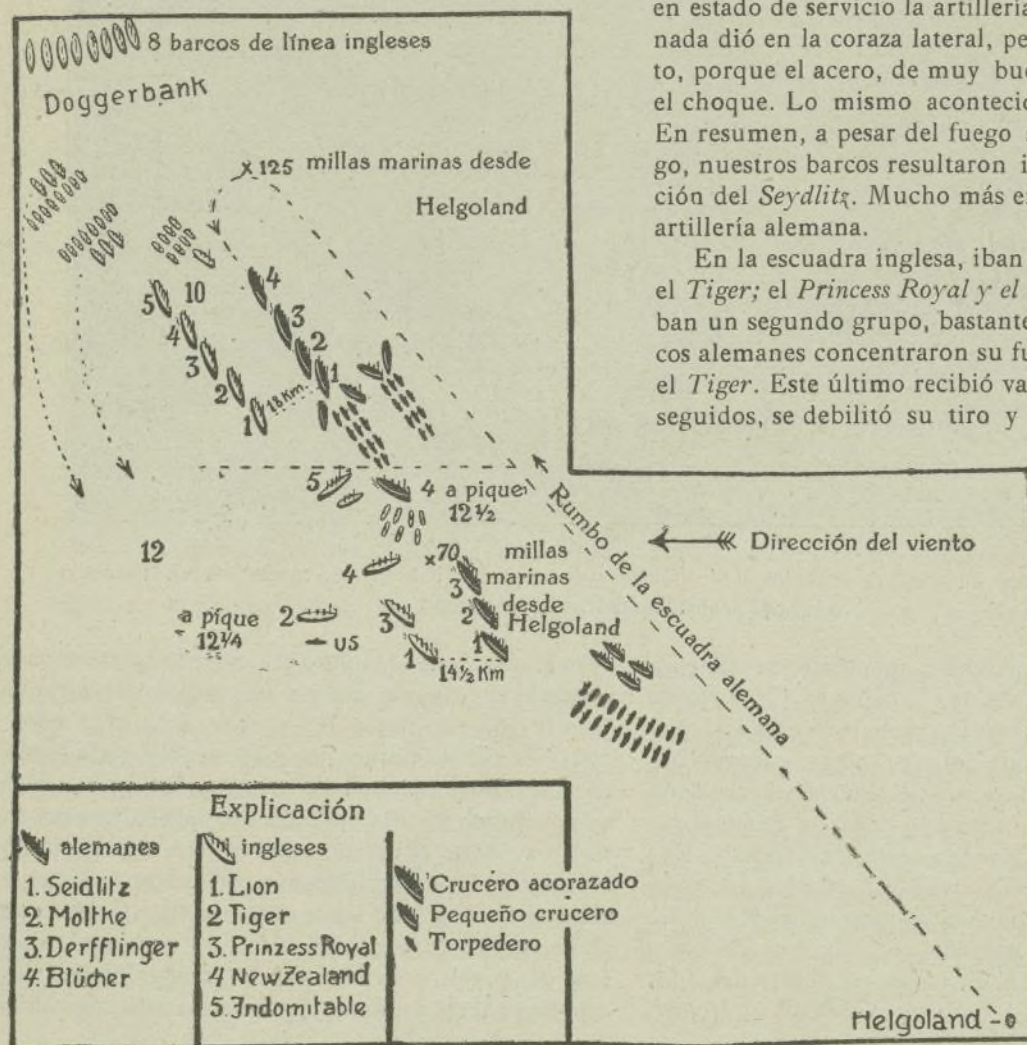 en estado de servicio la artillería
nada dió en la coraza lateral, pe
to, porque el acero, de muy bue
el choque. Lo mismo aconteció
En resumen, a pesar del fuego
go, nuestros barcos resultaron i
ción del Seydlitz. Mucho más e
artillería alemana.
En la escuadra inglesa, iban
el Tiger; el Princess Royal y el
ban un segundo grupo, bastante
cos alemanes concentraron su fu
el Tiger. Este último recibió va
seguidos, se debilitó su tiro y
8 barcos de línea ingleses
Doggerbank
x 125 millas marinas desde
Helgoland
5
10
4
4
3
3
2
2
1
1
18 Km
5
4 a pique
12 ½
Rumbo de la escuadra alemana
Dirección del viento
12
4
x 70 millas
marinas
desde
Helgoland
3
2
1
a pique
12¼
2
U5
3
1
14½ Km
Explicación
alemanes
1. Seidlitz
2. Moltke
3. Derfflinger
4. Blücher
ingleses
1. Lion
2 Tiger
3. Prinzess Royal
4 New Zealand
5. Indomitable
Crucero acorazado
Pequeño crucero
Torpedero
Helgoland